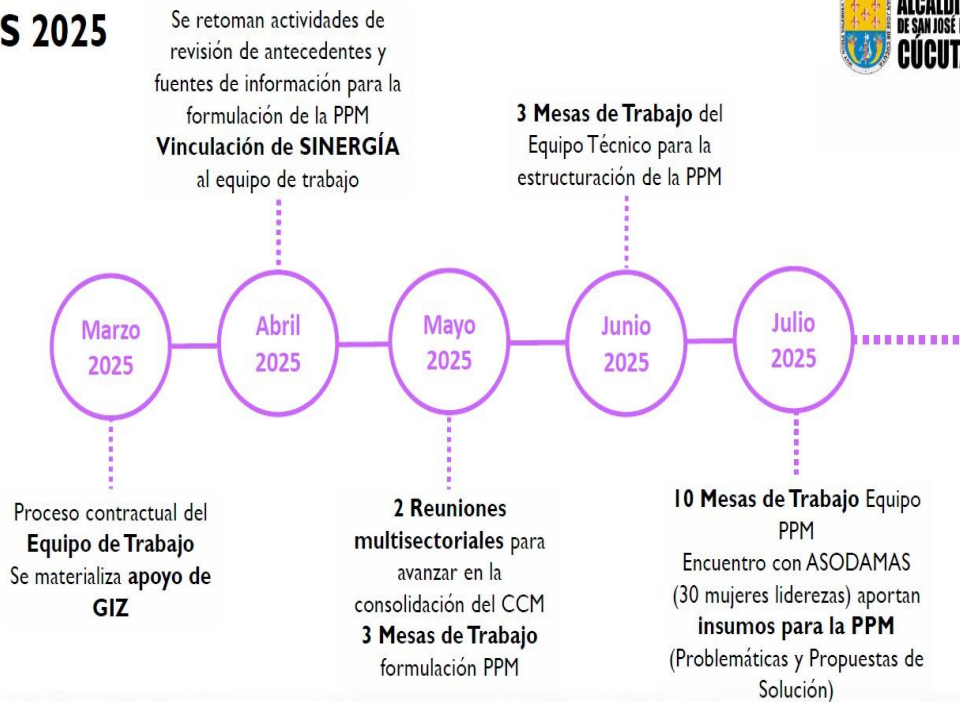 S 2025
DE SAN JOSÉ
Se retoman actividades de
revisión de antecedentes y
fuentes de información para la
formulación de la PPM
Vinculación de SINERGÍA
al equipo de trabajo
3 Mesas de Trabajo del
Equipo Técnico para la
estructuración de la PPM
Marzo
2025
Abril
2025
Mayo
2025
Junio
2025
Julio
2025
Proceso contractual del
Equipo de Trabajo
Se materializa apoyo de
GIZ
2 Reuniones
multisectoriales para
avanzar en la
consolidación del CCM
3 Mesas de Trabajo
formulación PPM
10 Mesas de Trabajo Equipo
PPM
Encuentro con ASODAMAS
(30 mujeres liderezas) aportan
insumos para la PPM
(Problemáticas y Propuestas de
Solución)